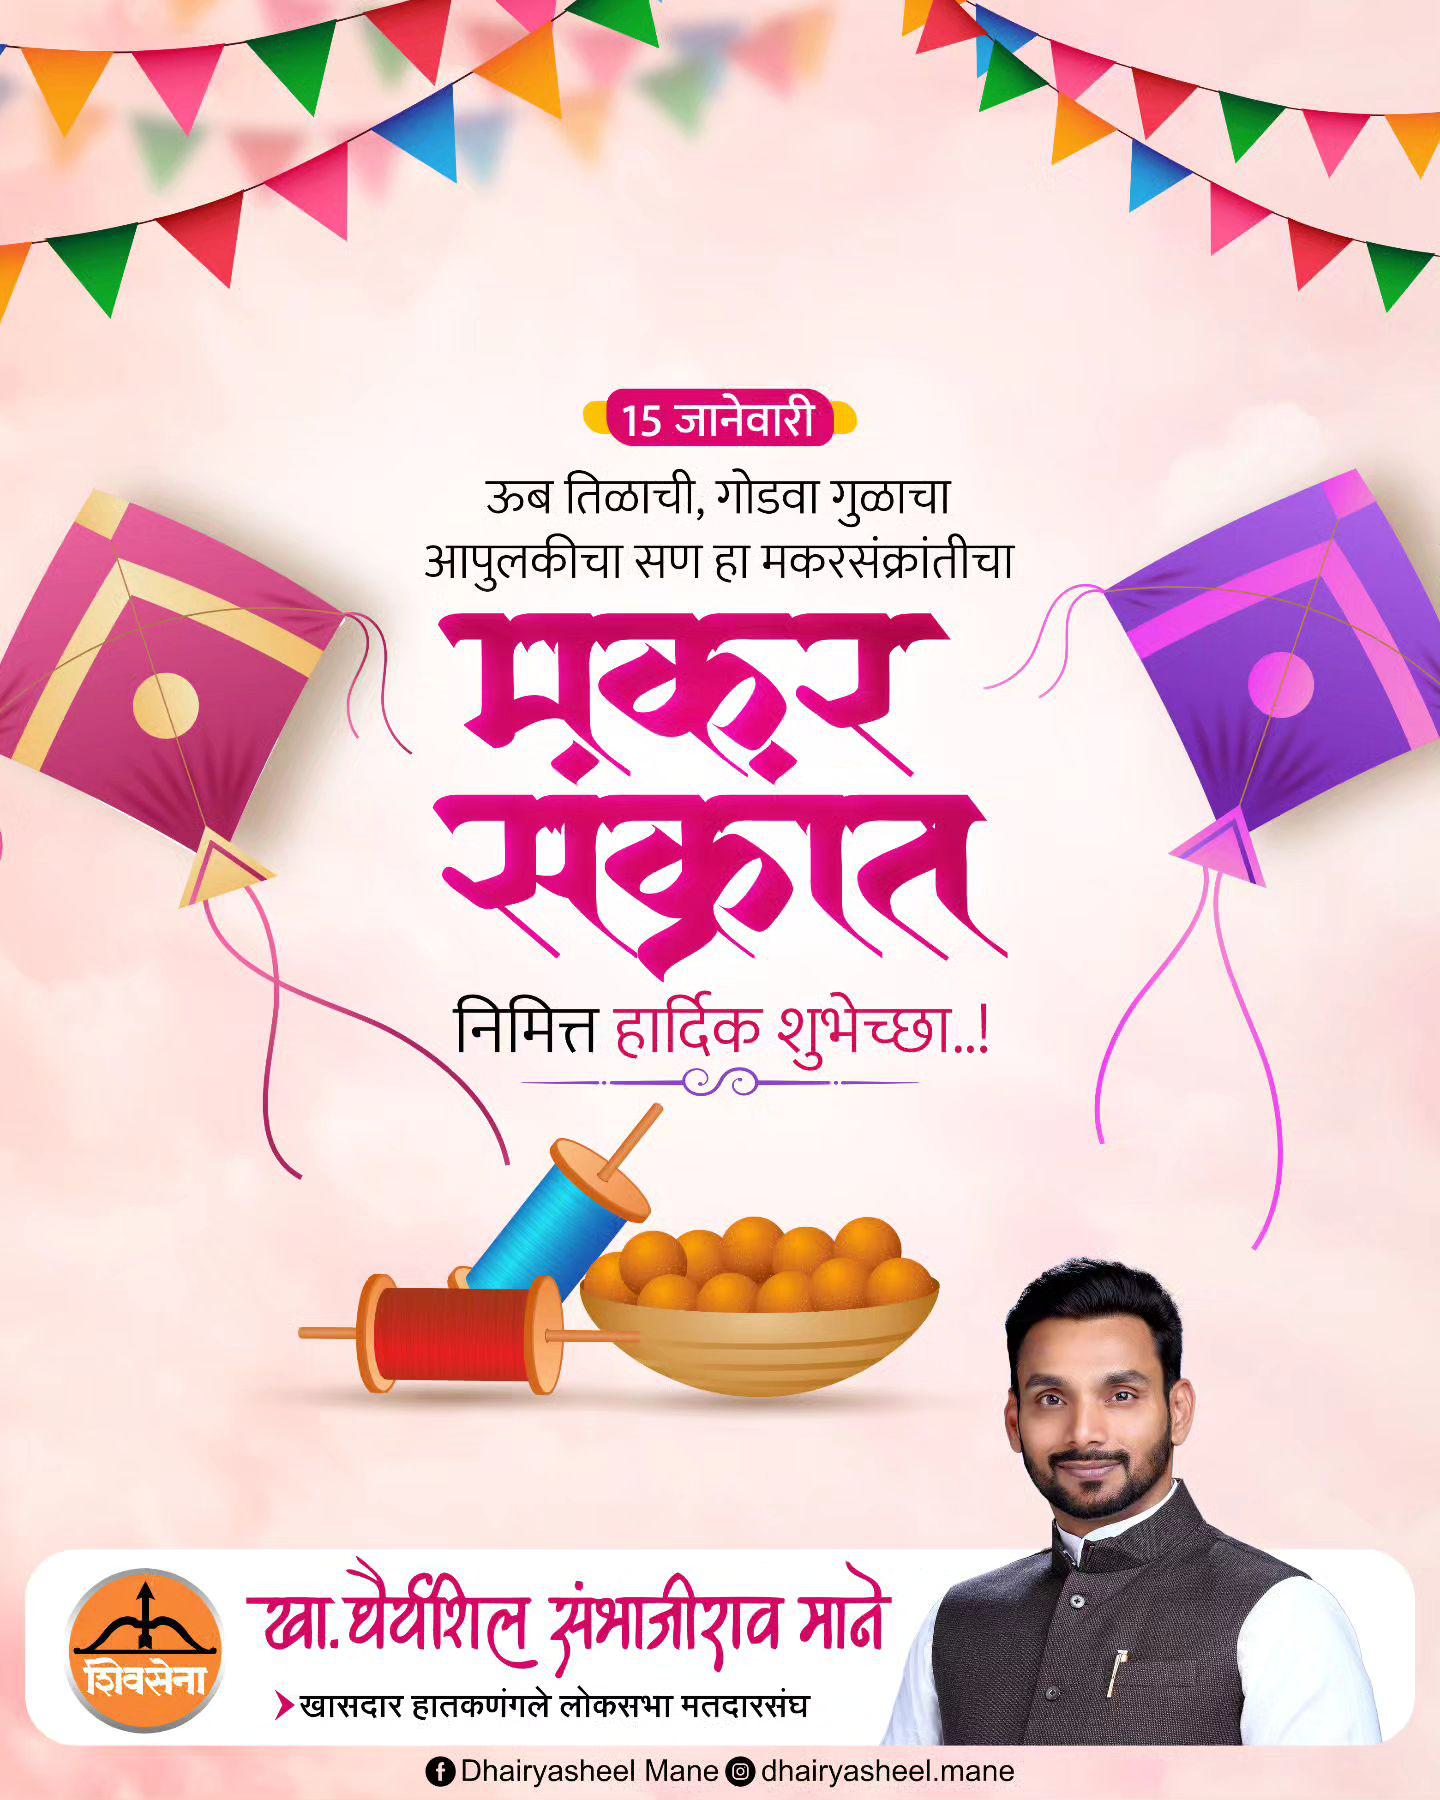 15 जानेवारी
ऊब तिळाची, गोडवा गुळाचा
आपुलकीचा सण हा मकरसंक्रांतीचा
मकर
संक्रात
निमित्त हार्दिक शुभेच्छा..!
शिवसेना
खा. धैर्यशिल संभाजीराव माने
खासदार हातकणंगले लोकसभा मतदारसंघ
Dhairyasheel Mane dhairyasheel.mane